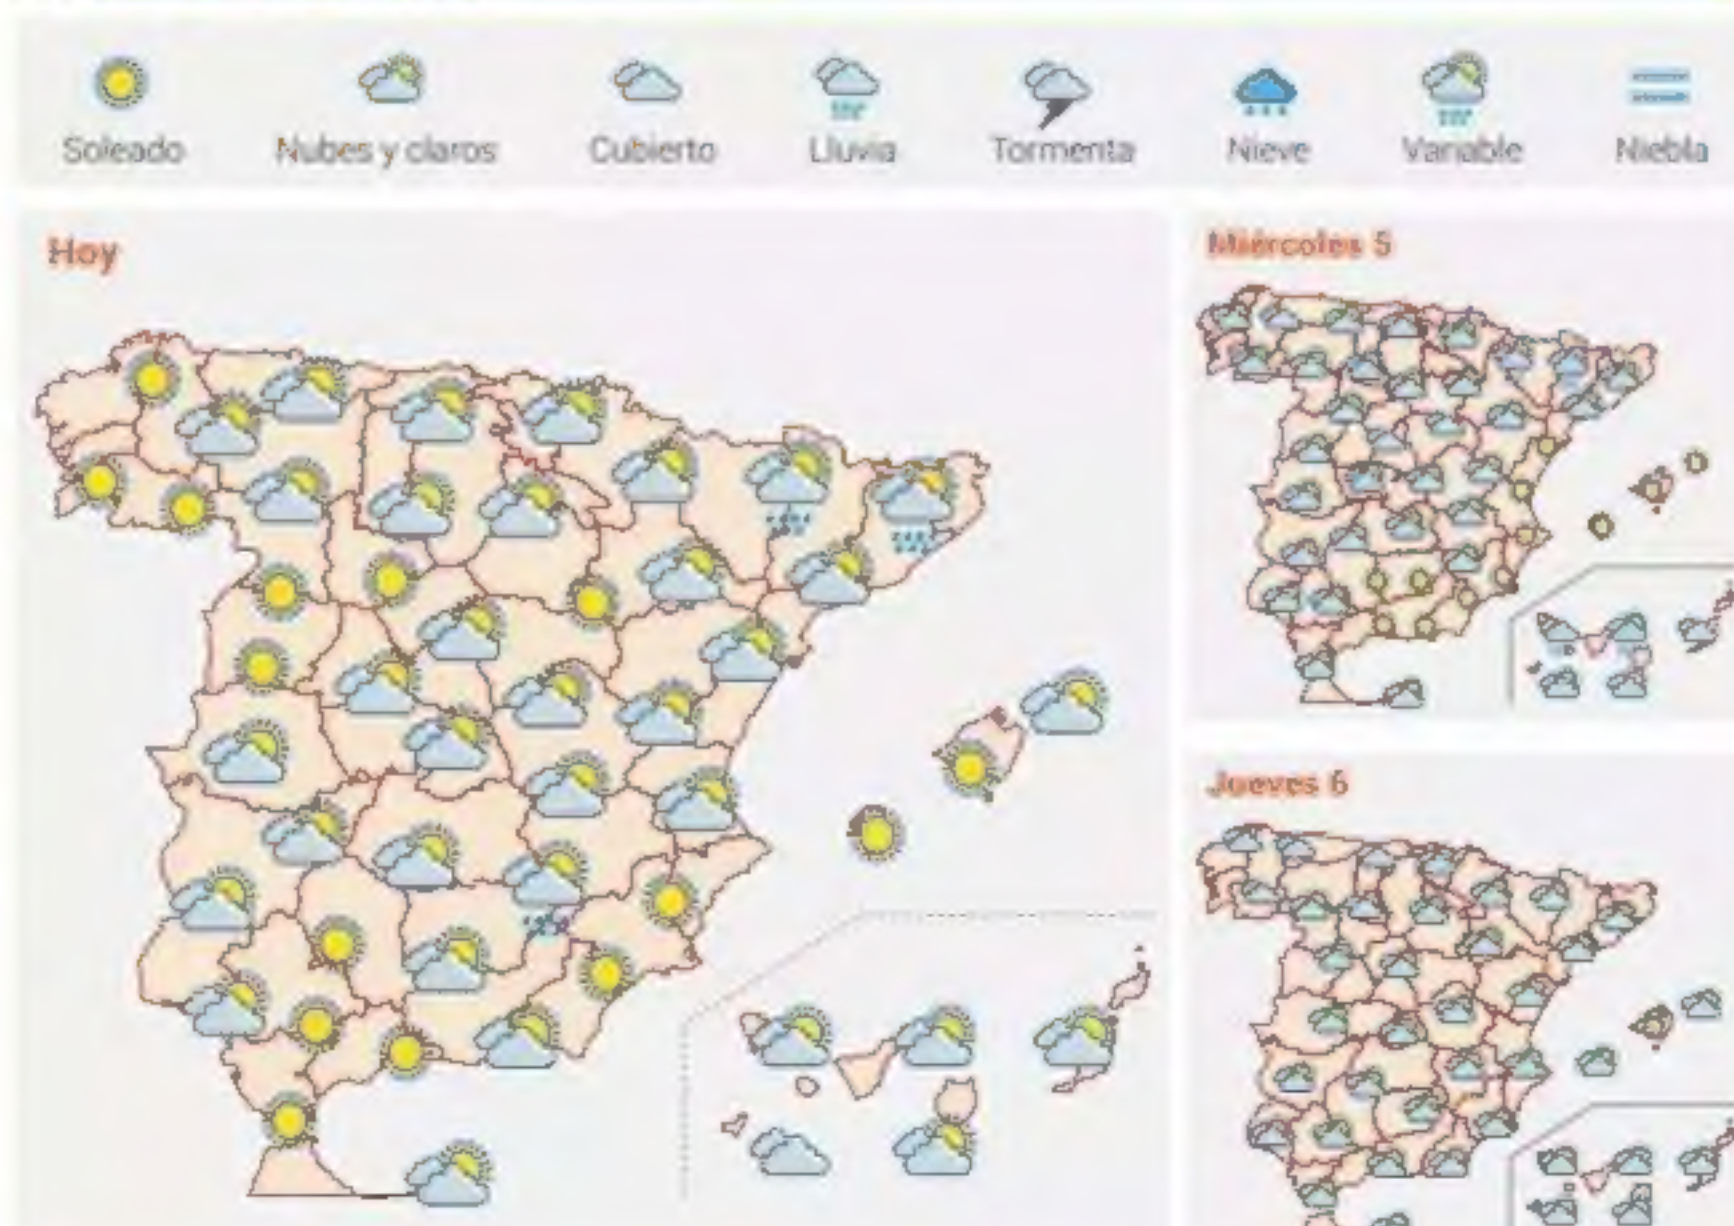 Soleado
Nubes y claros
Cubierto
Lluvia
Tormenta
Nieve
Variable
Niebla
Hoy
Miércoles 5
Jueves 6